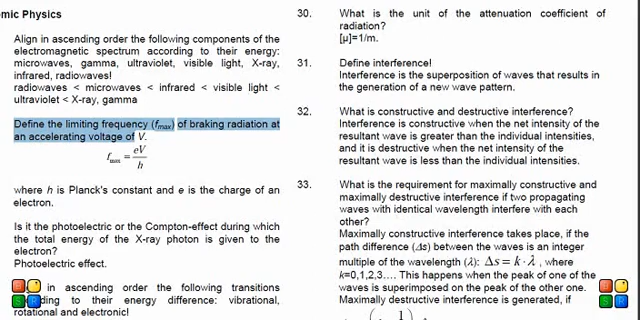 mic Physics
Align in ascending order the following components of the
electromagnetic spectrum according to their energy:
microwaves, gamma, ultraviolet, visible light, X-ray,
infrared, radiowaves!
radiowaves < microwaves < infrared < visible light <
ultraviolet < X-ray, gamma
Define the limiting frequency (fmax) of braking radiation at
an accelerating voltage of V.
fmax = eV/h
where h is Planck's constant and e is the charge of an
electron.
Is it the photoelectric or the Compton-effect during which
the total energy of the X-ray photon is given to the
electron?
Photoelectric effect.
in ascending order the following transitions
ding to their energy difference: vibrational,
rotational and electronic!
30. What is the unit of the attenuation coefficient of
radiation?
[μ]=1/m.
31. Define interference!
Interference is the superposition of waves that results in
the generation of a new wave pattern.
32. What is constructive and destructive interference?
Interference is constructive when the net intensity of the
resultant wave is greater than the individual intensities,
and it is destructive when the net intensity of the
resultant wave is less than the individual intensities.
33. What is the requirement for maximally constructive and
maximally destructive interference if two propagating
waves with identical wavelength interfere with each
other?
Maximally constructive interference takes place, if the
path difference (Δs) between the waves is an integer
multiple of the wavelength (λ): Δs = k · λ, where
k=0,1,2,3.... This happens when the peak of one of the
waves is superimposed on the peak of the other one.
Maximally destructive interference is generated, if